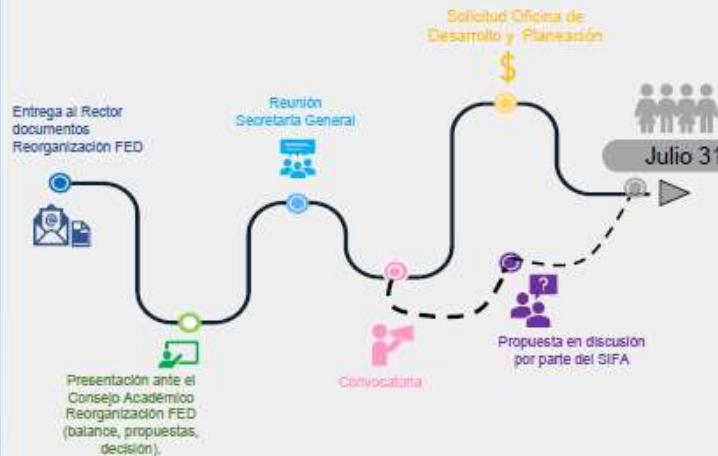 Solicitud Oficina de
Desarrollo y Planeación
$
Entrega al Rector
documentos
Reorganización FED
Reunión
Secretaría General
Julio 31
@
?
Propuesta en discusión
por parte del SIFA
Convocatoria
Presentación ante el
Consejo Académico
Reorganización FED
(balance, propuestas,
decisión).